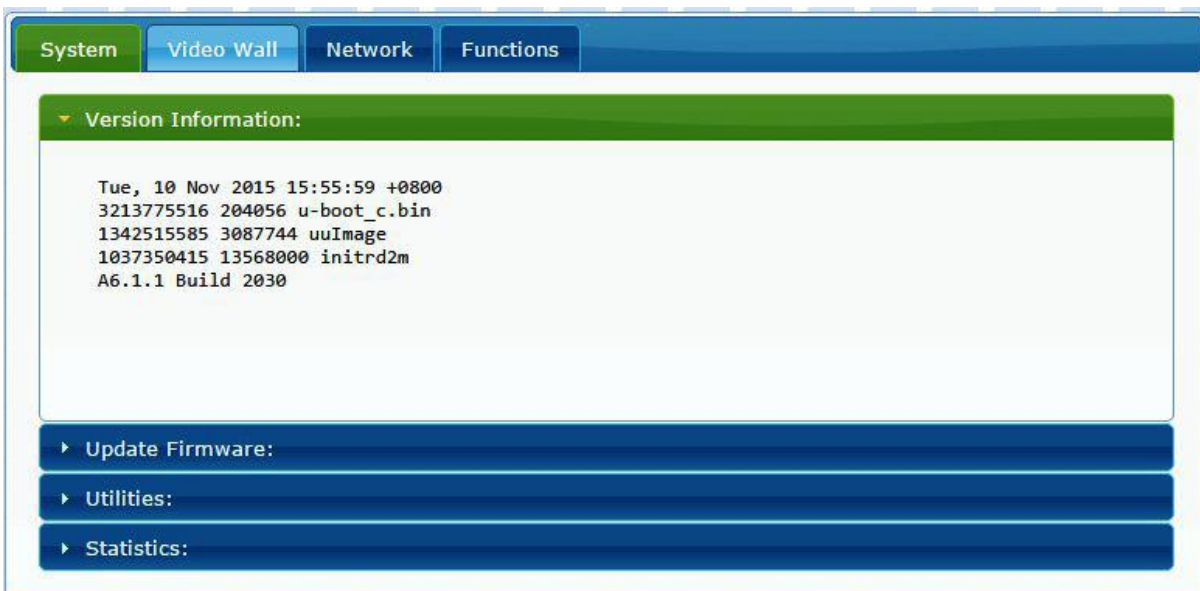 System Video Wall Network Functions
Version Information:
Tue, 10 Nov 2015 15:55:59 +0800
3213775516 204056 u-boot_c.bin
1342515585 3087744 uuImage
1037350415 13568000 initrd2m
A6.1.1 Build 2030
Update Firmware:
Utilities:
Statistics: